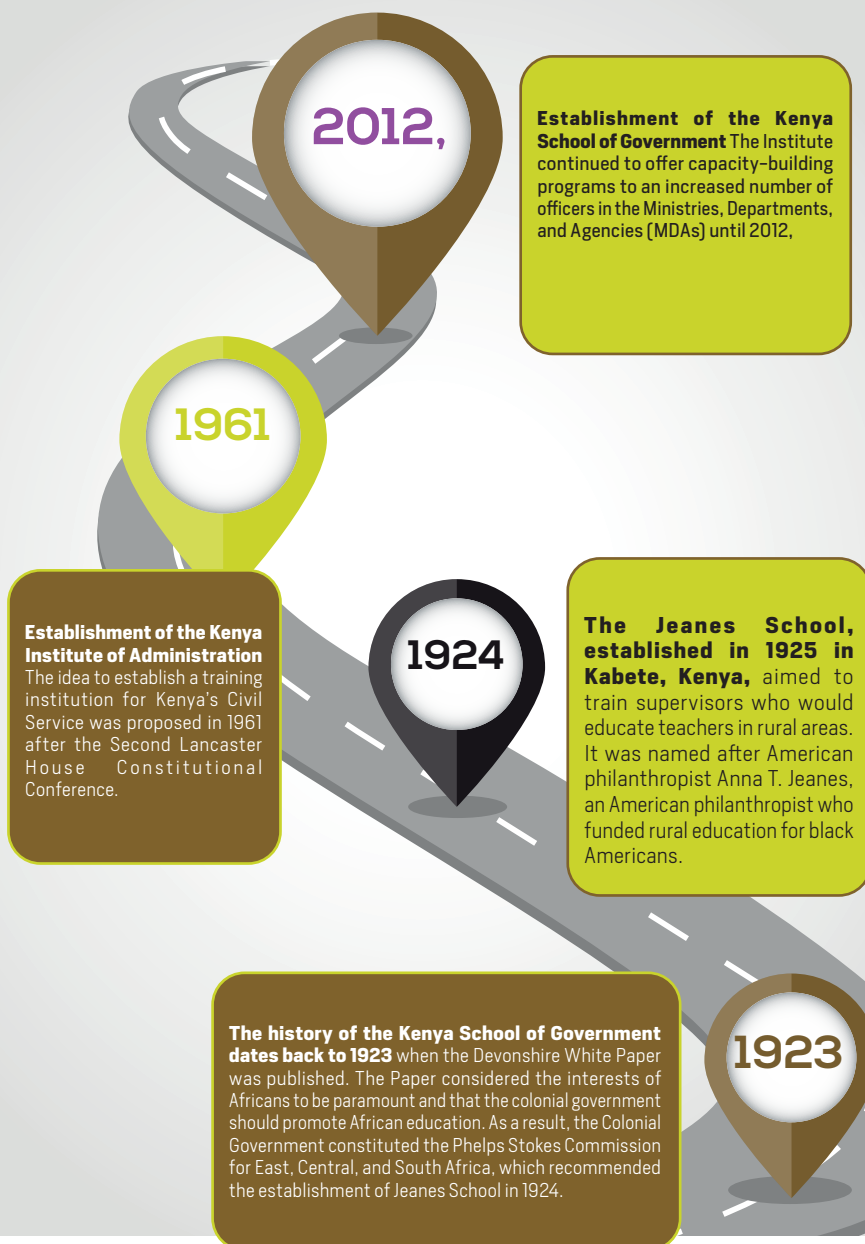 2012,
Establishment of the Kenya
School of Government The Institute
continued to offer capacity-building
programs to an increased number of
officers in the Ministries, Departments,
and Agencies (MDAs) until 2012,
1961
Establishment of the Kenya
Institute of Administration
The idea to establish a training
institution for Kenya's Civil
Service was proposed in 1961
after the Second Lancaster
House Constitutional
Conference.
1924
The Jeanes School,
established in 1925 in
Kabete, Kenya, aimed to
train supervisors who would
educate teachers in rural areas.
It was named after American
philanthropist Anna T. Jeanes,
an American philanthropist who
funded rural education for black
Americans.
The history of the Kenya School of Government
dates back to 1923 when the Devonshire White Paper
was published. The Paper considered the interests of
Africans to be paramount and that the colonial government
should promote African education. As a result, the Colonial
Government constituted the Phelps Stokes Commission
for East, Central, and South Africa, which recommended
the establishment of Jeanes School in 1924.
1923